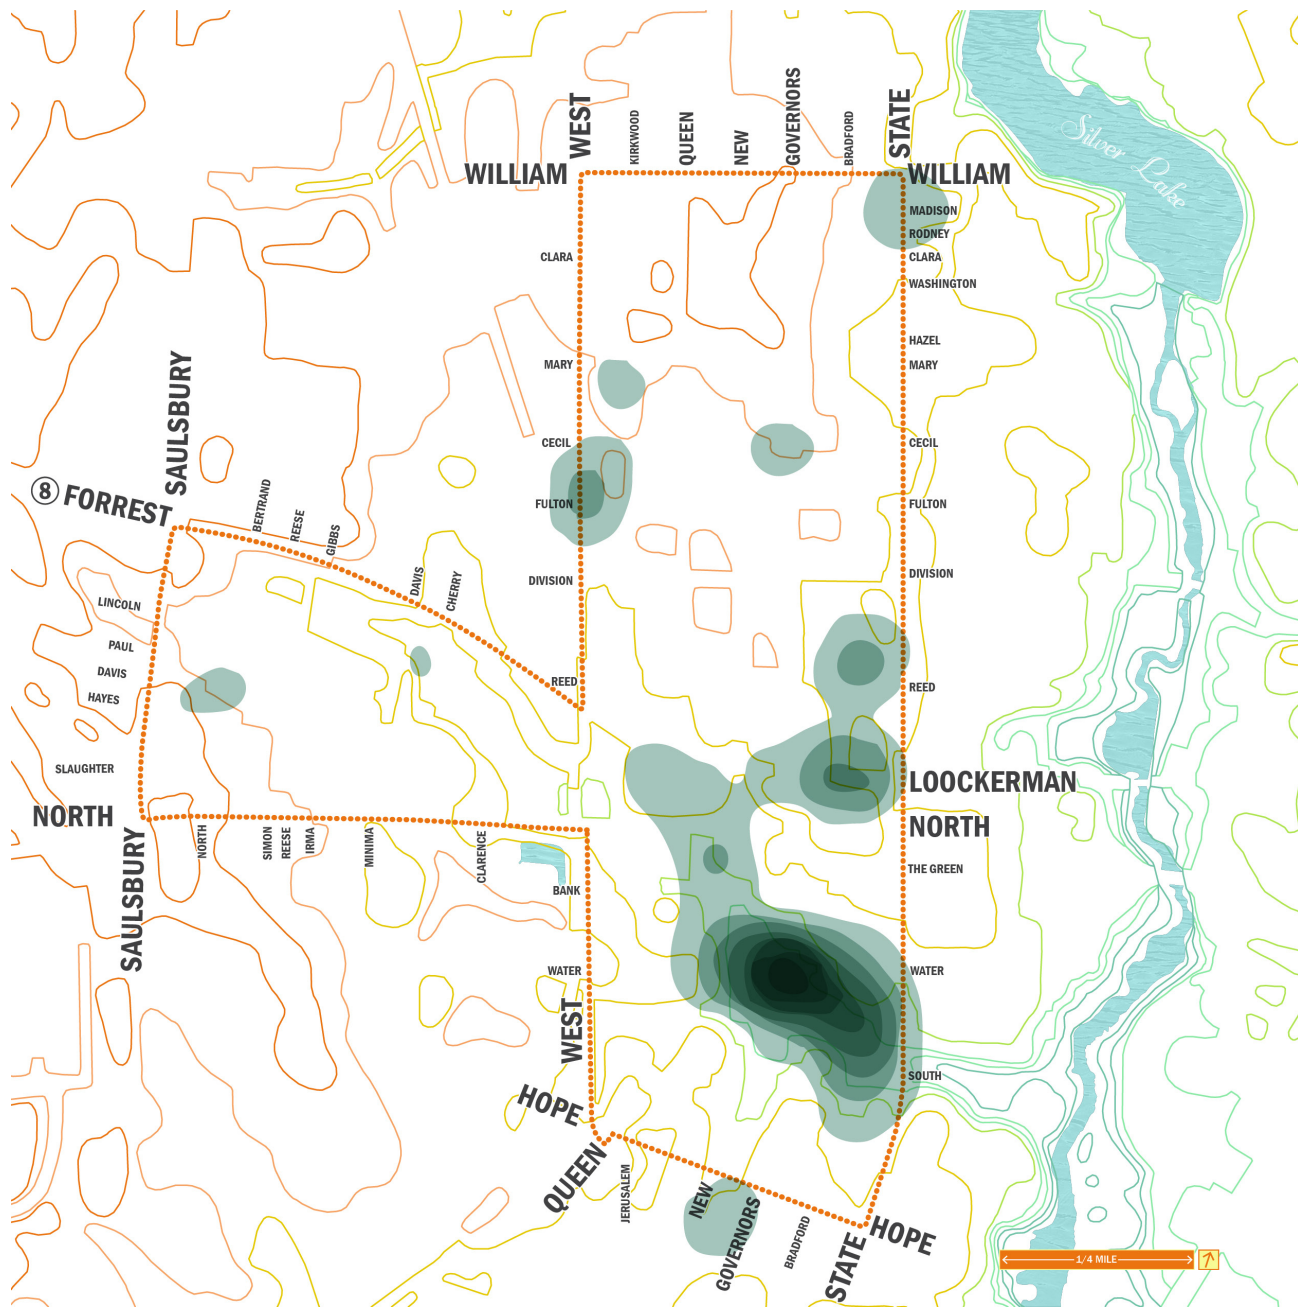 WEST
KIRKWOOD
QUEEN
NEW
GOVERNORS
BRADFORD
STATE
Silver Lake
WILLIAM
WILLIAM
MADISON
RODNEY
CLARA
CLARA
WASHINGTON
HAZEL
MARY
MARY
SAULSBURY
CECIL
CECIL
8 FORREST
BERTRAND
REESE
GIBBS
FULTON
FULTON
DAVIS
CHERRY
DIVISION
DIVISION
LINCOLN
PAUL
DAVIS
HAYES
REED
REED
SLAUGHTER
LOOCKERMAN
NORTH
NORTH
SAULSBURY
NORTH
SIMON
REESE
IRMA
MINIMA
CLARENCE
THE GREEN
BANK
WATER
WATER
WEST
SOUTH
HOPE
QUEEN
JERUSALEM
NEW
GOVERNORS
BRADFORD
STATE
HOPE
1/4 MILE